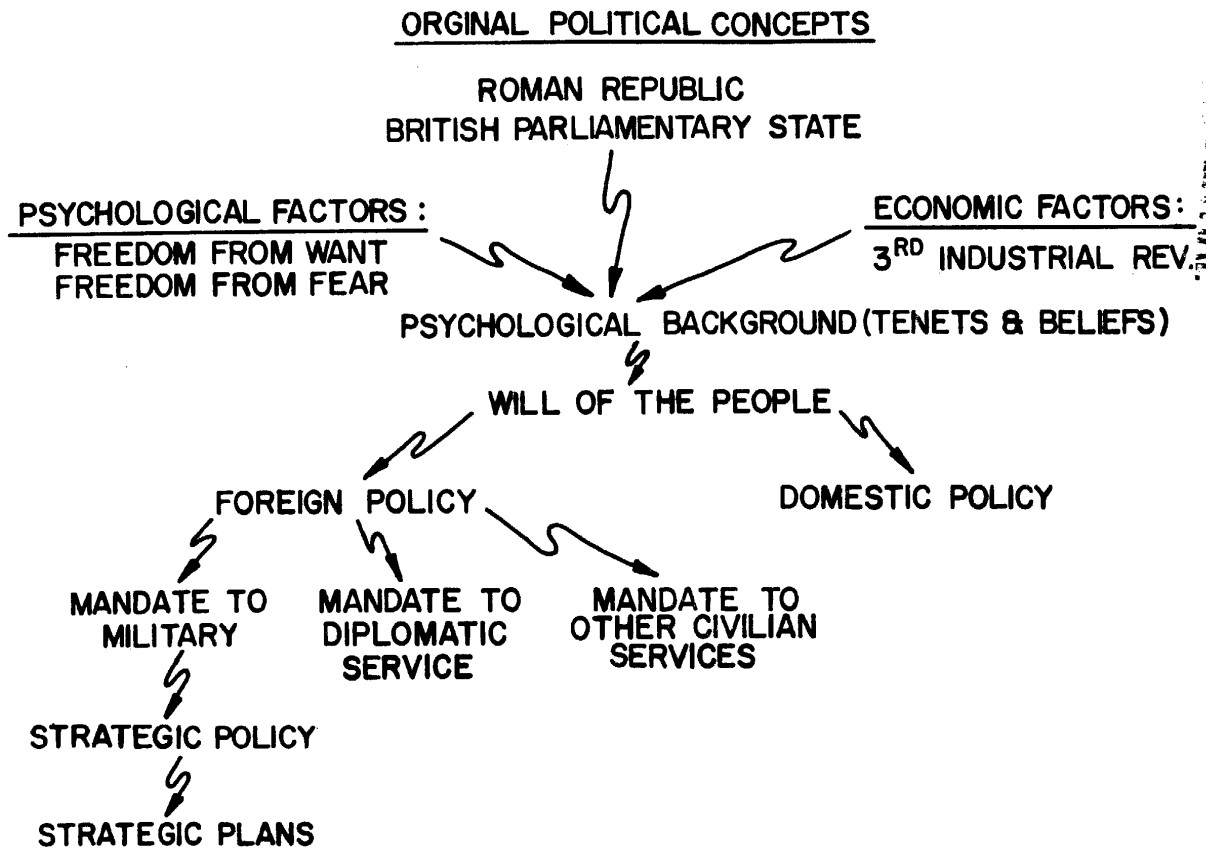 ORGINAL POLITICAL CONCEPTS
ROMAN REPUBLIC
BRITISH PARLIAMENTARY STATE
PSYCHOLOGICAL FACTORS:
FREEDOM FROM WANT
FREEDOM FROM FEAR
ECONOMIC FACTORS:
3RD INDUSTRIAL REV.
PSYCHOLOGICAL BACKGROUND (TENETS & BELIEFS)
WILL OF THE PEOPLE
FOREIGN POLICY
DOMESTIC POLICY
MANDATE TO
MILITARY
MANDATE TO
DIPLOMATIC
SERVICE
MANDATE TO
OTHER CIVILIAN
SERVICES
STRATEGIC POLICY
STRATEGIC PLANS